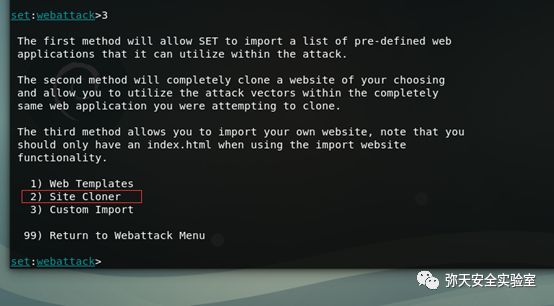 set:webattack>3
The first method will allow SET to import a list of pre-defined web
applications that it can utilize within the attack.
The second method will completely clone a website of your choosing
and allow you to utilize the attack vectors within the completely
same web application you were attempting to clone.
The third method allows you to import your own website, note that you
should only have an index.html when using the import website
functionality.
1) Web Templates
2) Site Cloner
3) Custom Import
99) Return to Webattack Menu
set:webattack>
弥天安全实验室